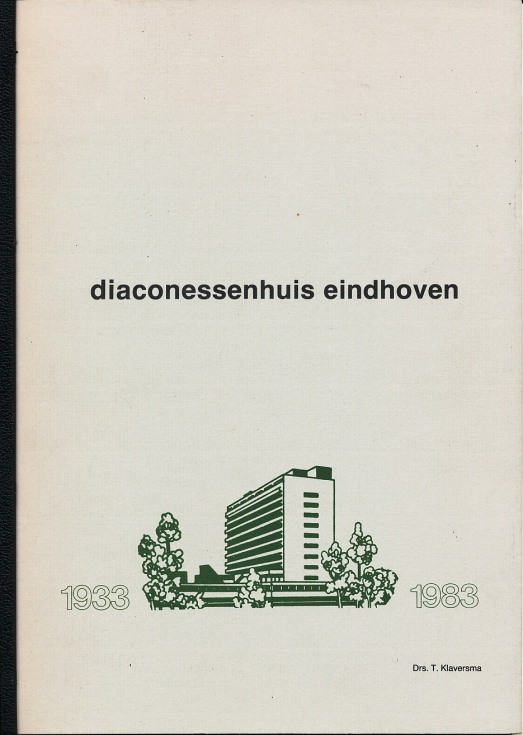 diaconessenhuis eindhoven
1933 1983
Drs. T. Klaversma